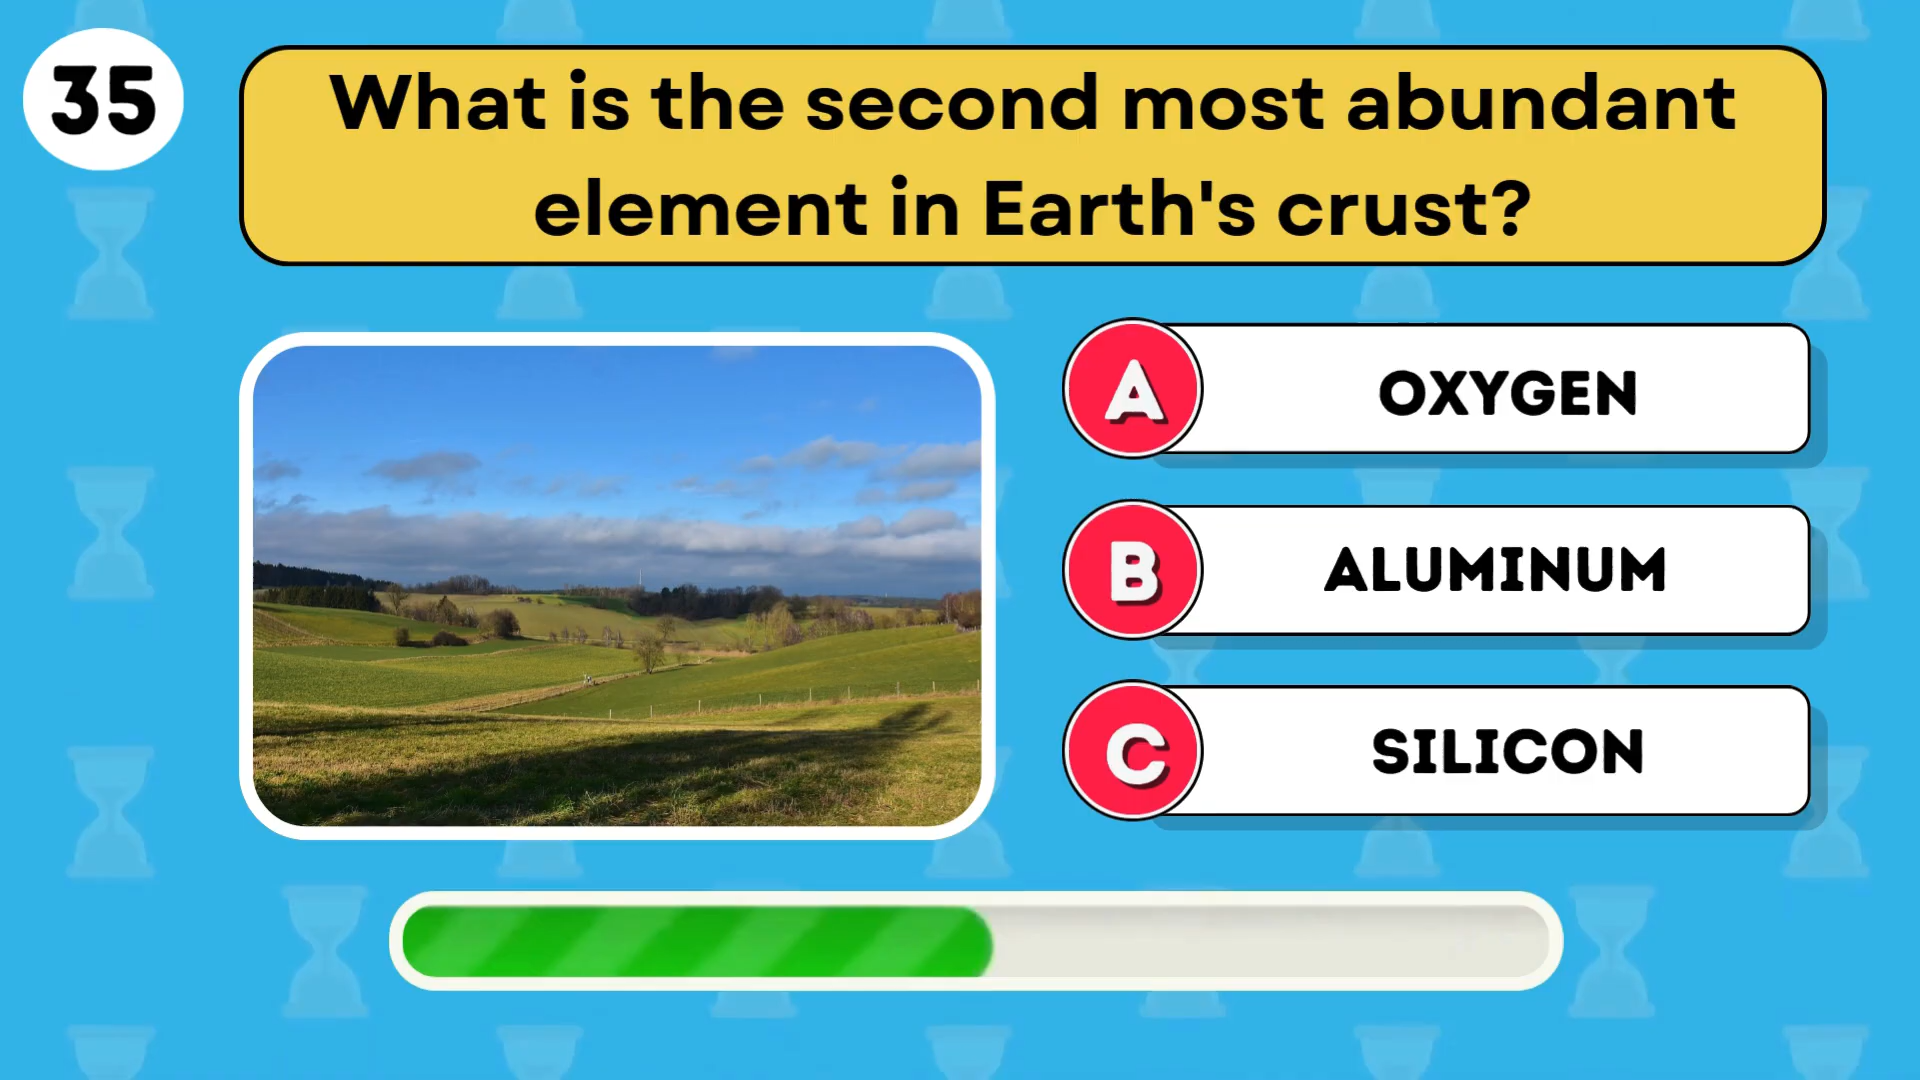 35
What is the second most abundant
element in Earth's crust?
A OXYGEN
B ALUMINUM
C SILICON